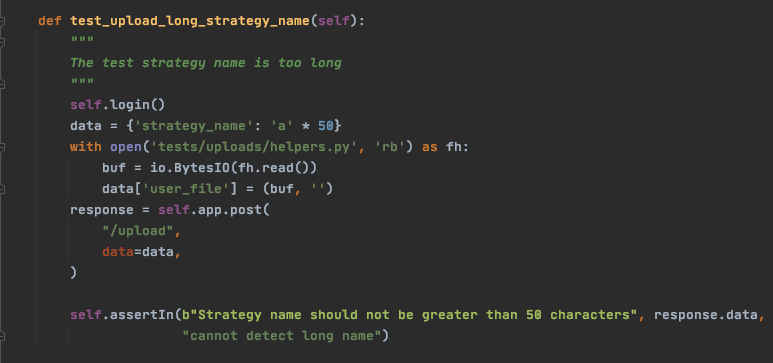 def test_upload_long_strategy_name(self):
    """
    The test strategy name is too long
    """
    self.login()
    data = {'strategy_name': 'a' * 50}
    with open('tests/uploads/helpers.py', 'rb') as fh:
        buf = io.BytesIO(fh.read())
        data['user_file'] = (buf, '')
    response = self.app.post(
        "/upload",
        data=data,
    )

    self.assertIn(b"Strategy name should not be greater than 50 characters", response.data,
                  "cannot detect long name")